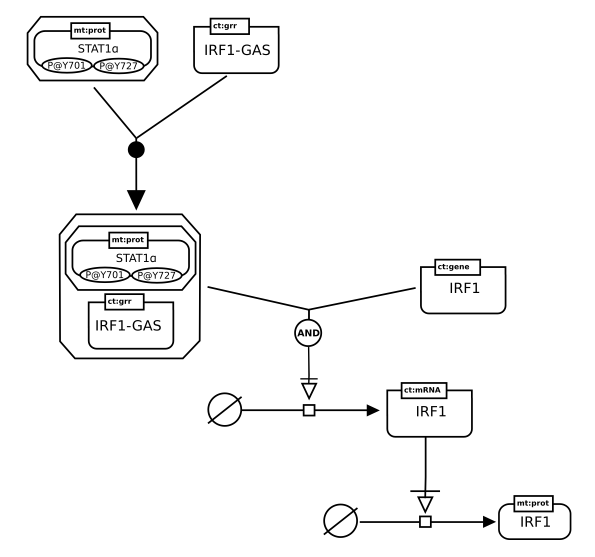 mt:prot
STAT1α
P@Y701 P@Y727
ct:grr
IRF1-GAS
mt:prot
STAT1α
P@Y701 P@Y727
ct:grr
IRF1-GAS
ct:gene
IRF1
AND
ct:mRNA
IRF1
mt:prot
IRF1